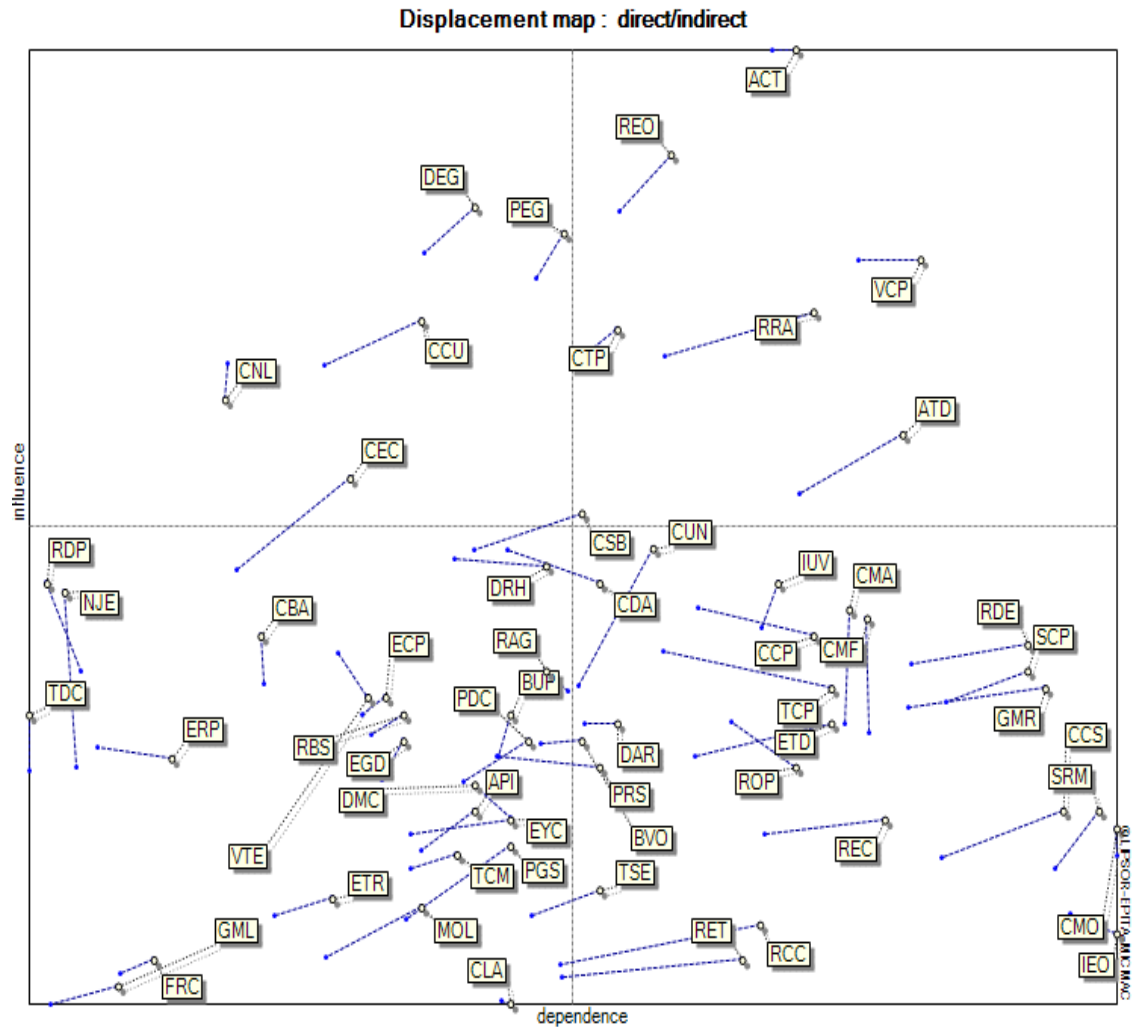 Displacement map : direct/indirect
ACT
REO
DEG
PEG
VCP
RRA
CTP
CCU
CNL
ATD
CEC
influence
CSB
CUN
RDP
DRH
IUV
CMA
NJE
CDA
CBA
RDE
ECP
SCP
RAG
CCP
CMF
BUP
TDC
PDC
TCP
GMR
ERP
RBS
DAR
ETD
CCS
EGD
ROP
SRM
API
DMC
PRS
EYC
BVO
REC
VTE
PGS
TCM
TSE
ETR
MOL
GML
RET
CMO
RCC
IEO
CLA
FRC
dependence